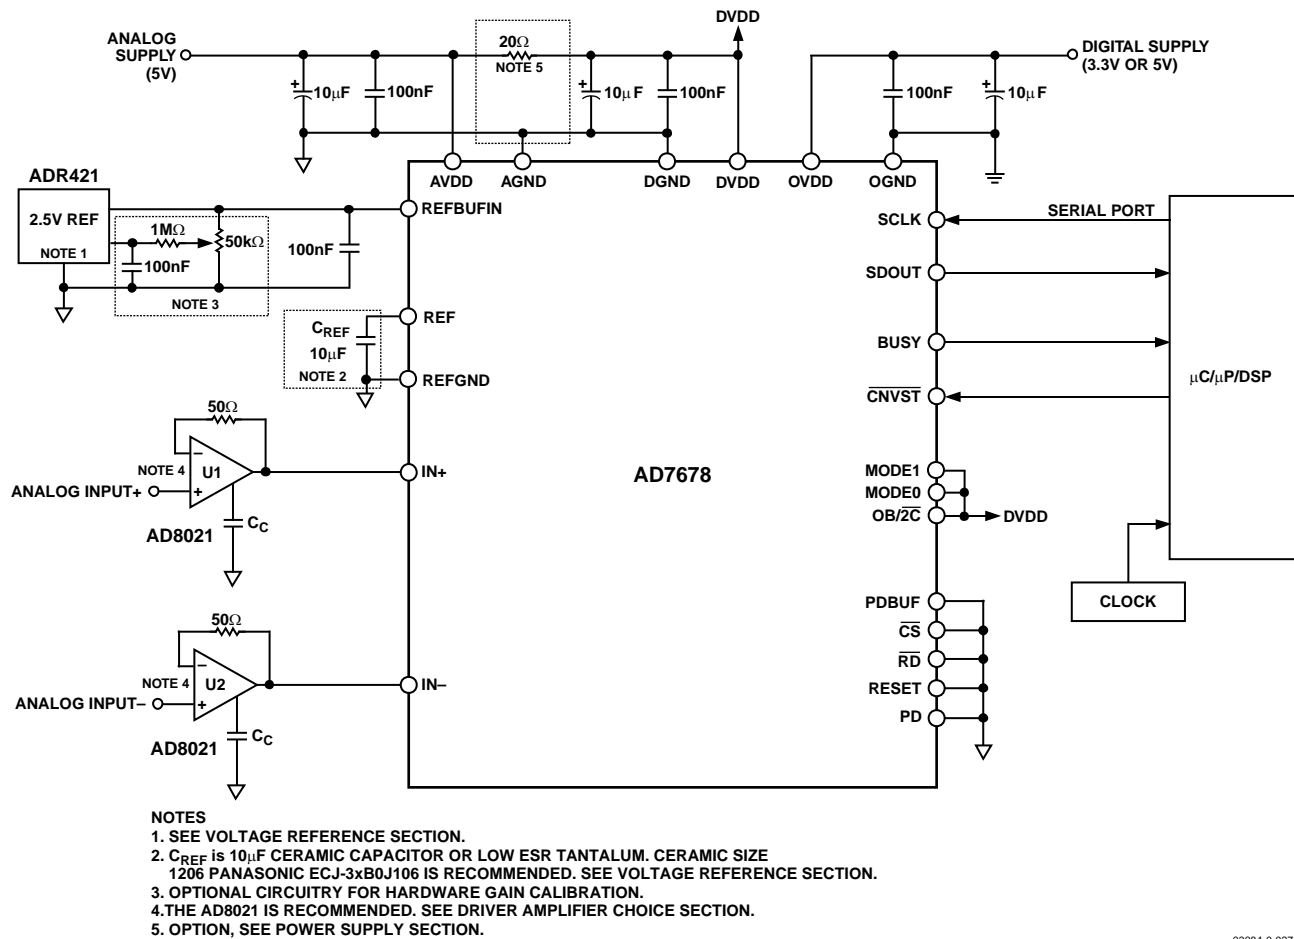 DVDD
ANALOG
SUPPLY
(5V)
20Ω
NOTE 5
DIGITAL SUPPLY
(3.3V OR 5V)
+
10μF
100nF
+
10μF
100nF
100nF
+
10μF
AVDD
AGND
DGND
DVDD
OVDD
OGND
ADR421
2.5V REF
NOTE 1
1MΩ
50kΩ
100nF
NOTE 3
100nF
REFBUFIN
CREF
10μF
NOTE 2
REF
REFGND
SCLK
SERIAL PORT
SDOUT
BUSY
CNVST
μC/μP/DSP
50Ω
–
NOTE 4
U1
ANALOG INPUT+
+
CC
AD8021
IN+
AD7678
MODE1
MODE0
OB/2C
DVDD
CLOCK
50Ω
–
NOTE 4
U2
ANALOG INPUT–
+
CC
AD8021
IN–
PDBUF
CS
RD
RESET
PD
NOTES
1. SEE VOLTAGE REFERENCE SECTION.
2. CREF is 10μF CERAMIC CAPACITOR OR LOW ESR TANTALUM. CERAMIC SIZE
1206 PANASONIC ECJ-3xB0J106 IS RECOMMENDED. SEE VOLTAGE REFERENCE SECTION.
3. OPTIONAL CIRCUITRY FOR HARDWARE GAIN CALIBRATION.
4.THE AD8021 IS RECOMMENDED. SEE DRIVER AMPLIFIER CHOICE SECTION.
5. OPTION, SEE POWER SUPPLY SECTION.